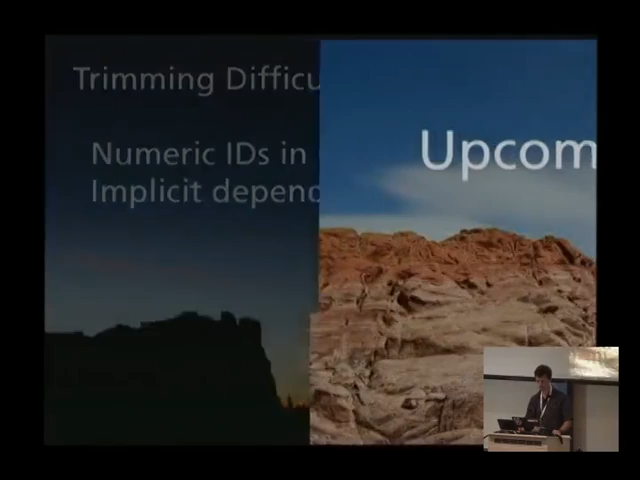 Trimming Difficu
Numeric IDs in
Implicit depend
Upcom